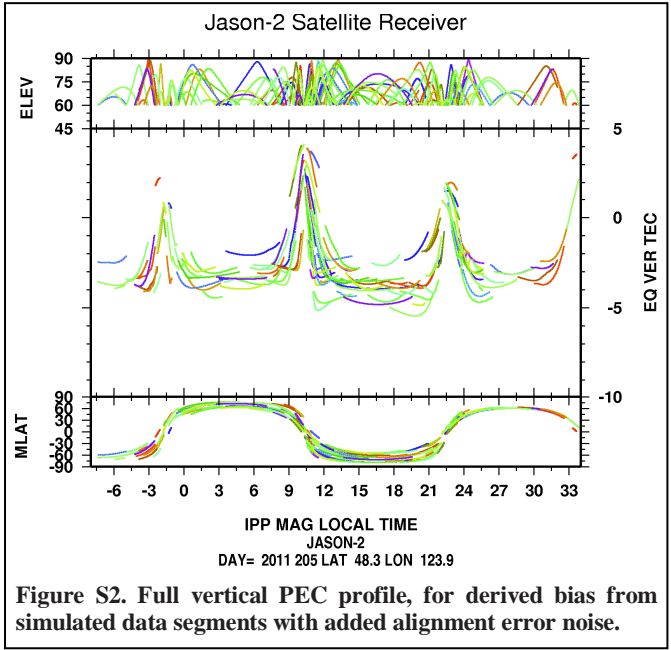 Jason-2 Satellite Receiver
ELEV
90
75
60
45
5
0
-5
-10
EQ VER TEC
MLAT
90
60
30
0
-30
-60
-90
-6 -3 0 3 6 9 12 15 18 21 24 27 30 33
IPP MAG LOCAL TIME
JASON-2
DAY= 2011 205 LAT 48.3 LON 123.9
Figure S2. Full vertical PEC profile, for derived bias from
simulated data segments with added alignment error noise.